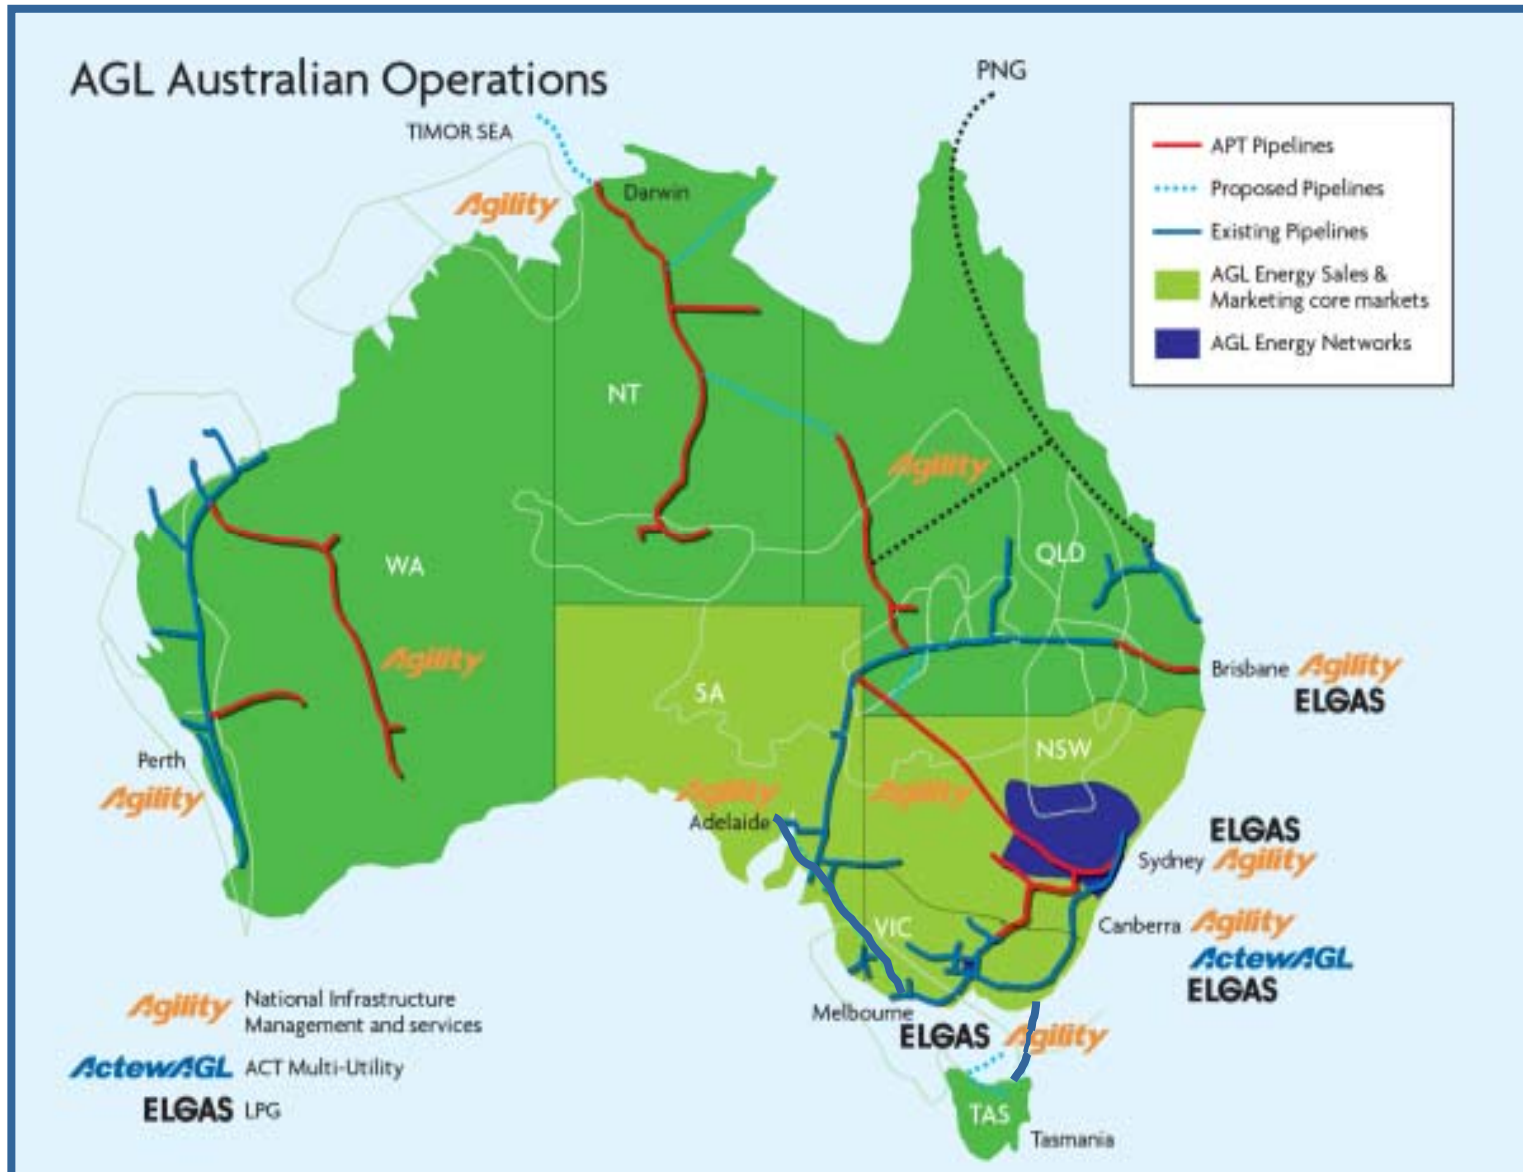 AGL Australian Operations
PNG
TIMOR SEA
Agility
Darwin
APT Pipelines
Proposed Pipelines
Existing Pipelines
AGL Energy Sales &
Marketing core markets
AGL Energy Networks
NT
Agility
QLD
WA
Agility
SA
Brisbane Agility
ELGAS
NSW
Perth
Agility
Agility
Adelaide
Agility
ELGAS
Sydney Agility
Canberra Agility
ActewAGL
ELGAS
VIC
Melbourne
ELGAS Agility
Agility National Infrastructure
Management and services
ActewAGL ACT Multi-Utility
ELGAS LPG
TAS
Tasmania